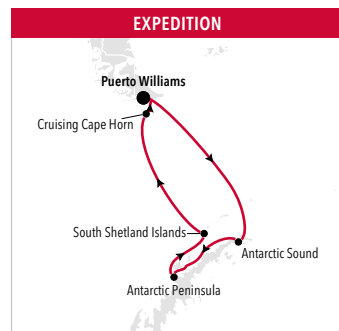 EXPEDITION
Puerto Williams
Cruising Cape Horn
South Shetland Islands
Antarctic Sound
Antarctic Peninsula